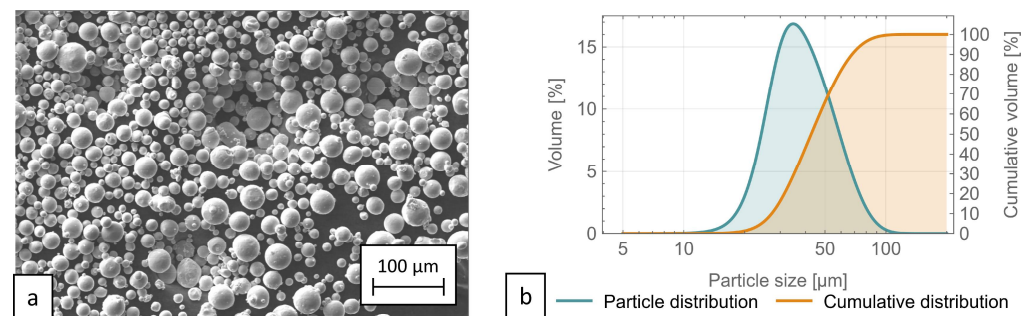 100 µm
a
15
10
5
0
Volume [%]
100
90
80
70
60
50
40
30
20
10
0
Cumulative volume [%]
5 10 50 100
Particle size [µm]
b
Particle distribution Cumulative distribution